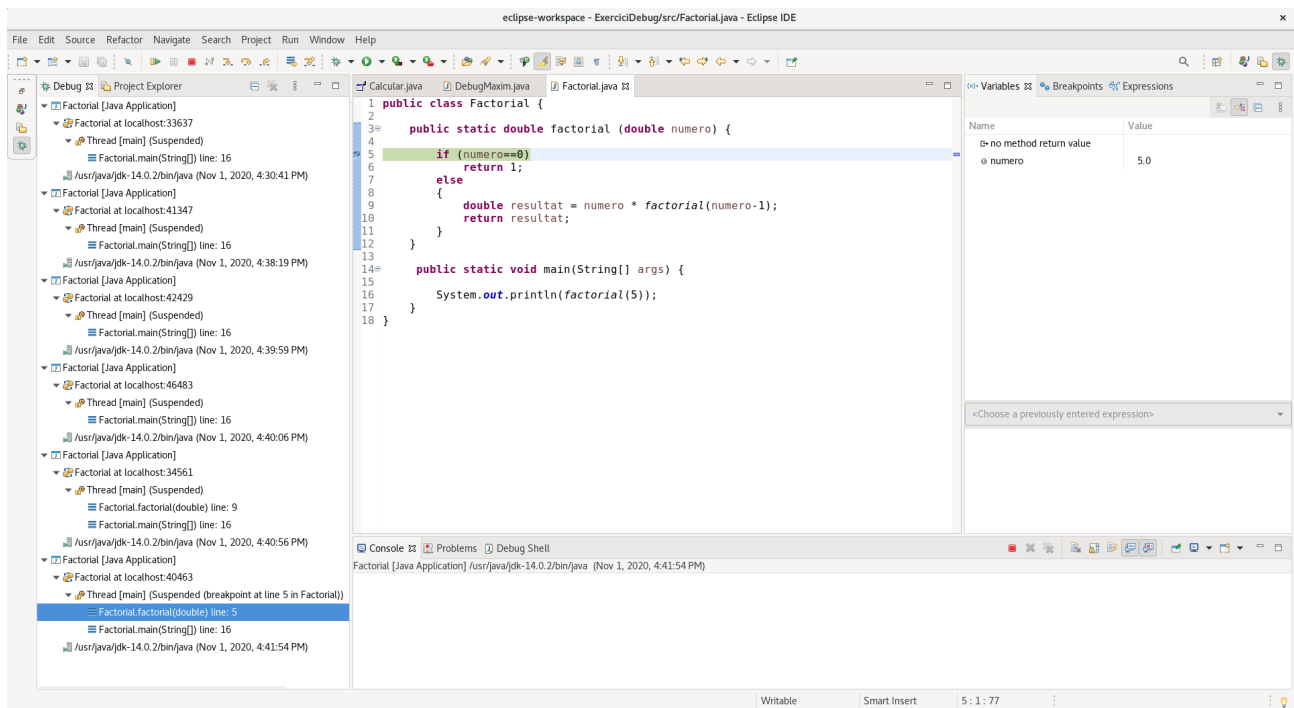 eclipse-workspace - ExerciciDebug/src/Factorial.java - Eclipse IDE
File Edit Source Refactor Navigate Search Project Run Window Help
Debug Project Explorer
Factorial [Java Application]
Factorial at localhost:33637
Thread [main] (Suspended)
Factorial.main(String[]) line: 16
/usr/java/jdk-14.0.2/bin/java (Nov 1, 2020, 4:30:41 PM)
Factorial [Java Application]
Factorial at localhost:41347
Thread [main] (Suspended)
Factorial.main(String[]) line: 16
/usr/java/jdk-14.0.2/bin/java (Nov 1, 2020, 4:38:19 PM)
Factorial [Java Application]
Factorial at localhost:42429
Thread [main] (Suspended)
Factorial.main(String[]) line: 16
/usr/java/jdk-14.0.2/bin/java (Nov 1, 2020, 4:39:59 PM)
Factorial [Java Application]
Factorial at localhost:46483
Thread [main] (Suspended)
Factorial.main(String[]) line: 16
/usr/java/jdk-14.0.2/bin/java (Nov 1, 2020, 4:40:06 PM)
Factorial [Java Application]
Factorial at localhost:34561
Thread [main] (Suspended)
Factorial.factorial(double) line: 9
Factorial.main(String[]) line: 16
/usr/java/jdk-14.0.2/bin/java (Nov 1, 2020, 4:40:56 PM)
Factorial [Java Application]
Factorial at localhost:40463
Thread [main] (Suspended (breakpoint at line 5 in Factorial))
Factorial.factorial(double) line: 5
Factorial.main(String[]) line: 16
/usr/java/jdk-14.0.2/bin/java (Nov 1, 2020, 4:41:54 PM)
Calcular.java DebugMaxim.java Factorial.java
1 public class Factorial {
2
3 public static double factorial (double numero) {
4
5 if (numero==0)
6 return 1;
7 else
8 {
9 double resultat = numero * factorial(numero-1);
10 return resultat;
11 }
12 }
13
14 public static void main(String[] args) {
15
16 System.out.println(factorial(5));
17 }
18 }
Variables Breakpoints Expressions
Name Value
no method return value
numero 5.0
<Choose a previously entered expression>
Console Problems Debug Shell
Factorial [Java Application] /usr/java/jdk-14.0.2/bin/java (Nov 1, 2020, 4:41:54 PM)
Writable Smart Insert 5 : 1 : 77